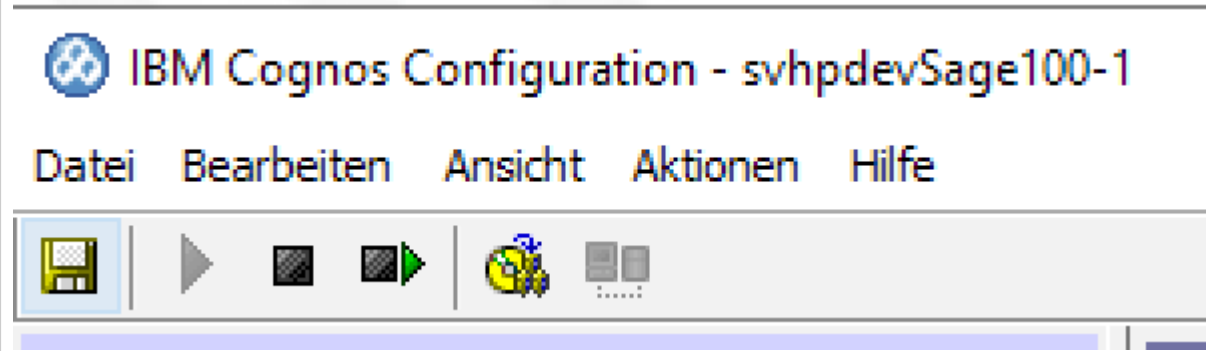 IBM Cognos Configuration - svhpdevSage100-1
Datei Bearbeiten Ansicht Aktionen Hilfe